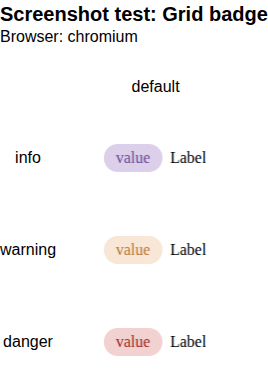 Screenshot test: Grid badge
Browser: chromium
default
info value Label
warning value Label
danger value Label